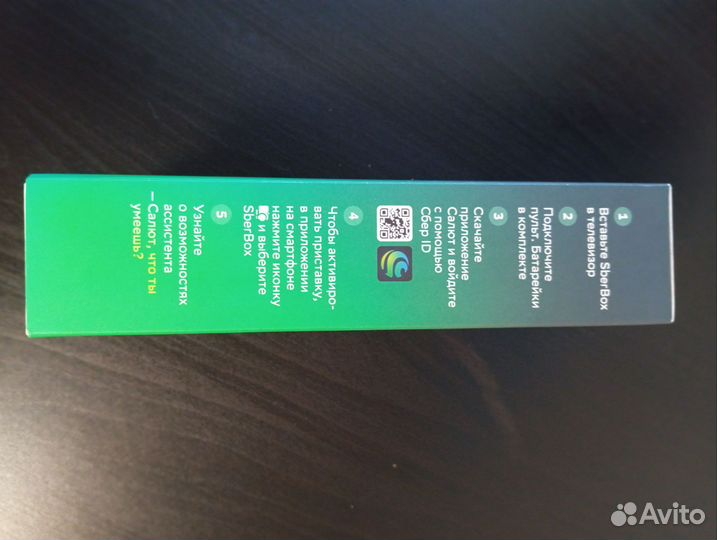 1
Вставьте SberBox
в телевизор
2
Подключите
пульт. Батарейки
в комплекте
3
Скачайте
приложение
Салют и войдите
с помощью
Сбер ID
4
Чтобы активиро-
вать приставку,
в приложении
на смартфоне
нажмите иконку
и выберите
SberBox
5
Узнайте
о возможностях
ассистента
— Салют, что ты
умеешь?
Avito